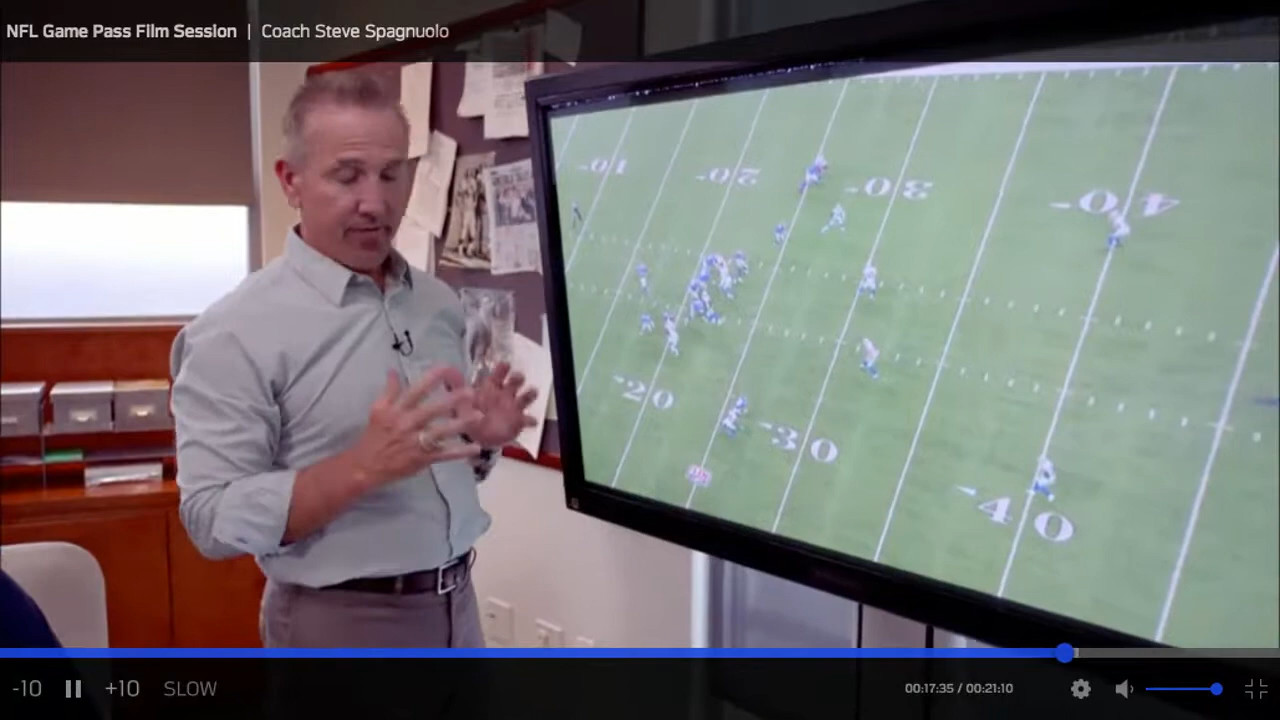 NFL Game Pass Film Session | Coach Steve Spagnuolo
-10 -20 -30 -40
-20 -30 -40
-10 +10 SLOW 00:17:35 / 00:21:10